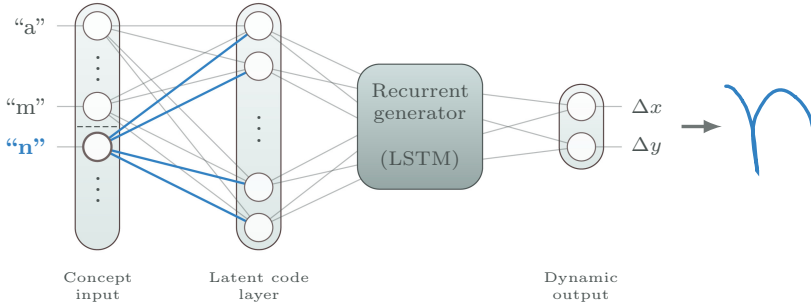 “a”
“m”
“n”
Recurrent
generator
(LSTM)
Δx
Δy
Concept
input
Latent code
layer
Dynamic
output